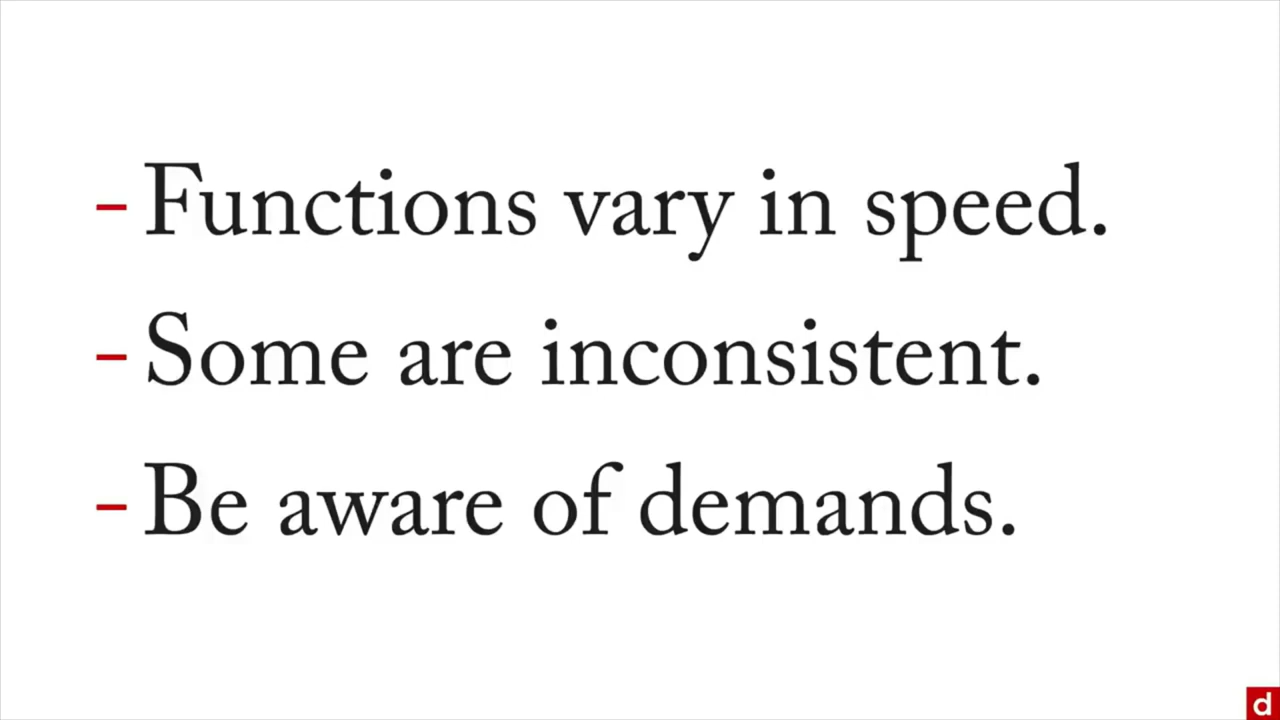 - Functions vary in speed.
- Some are inconsistent.
- Be aware of demands.
d